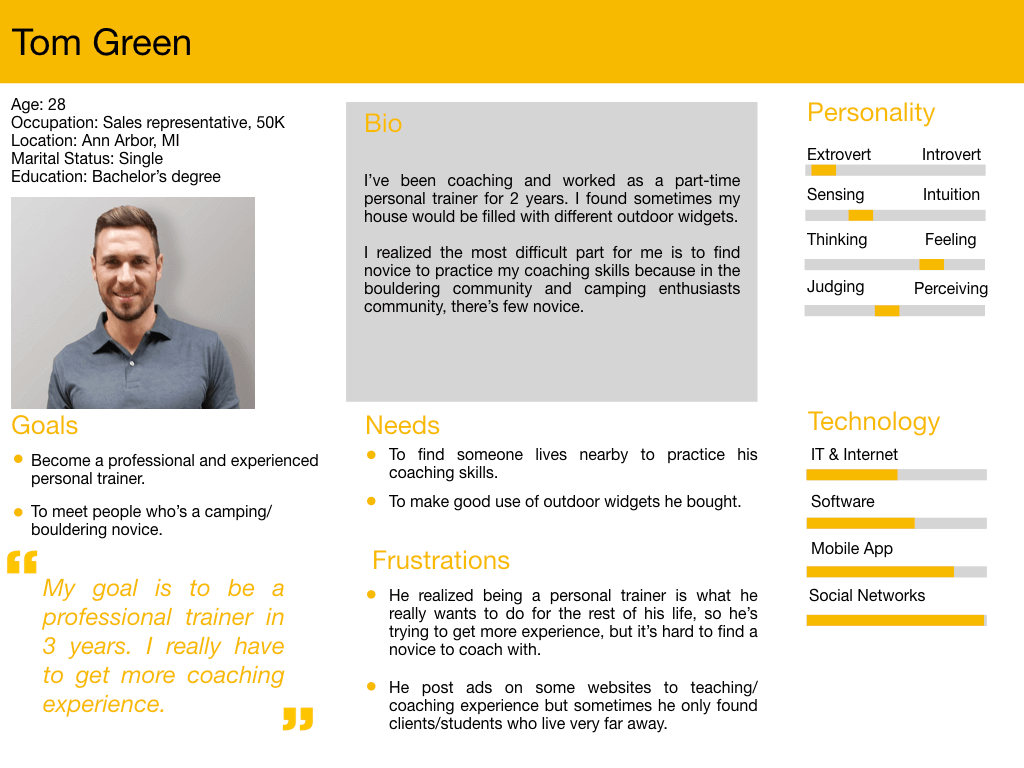 Tom Green
Age: 28
Occupation: Sales representative, 50K
Location: Ann Arbor, MI
Marital Status: Single
Education: Bachelor’s degree
Goals
Become a professional and experienced
personal trainer.
To meet people who’s a camping/
bouldering novice.
“
My goal is to be a
professional trainer in
3 years. I really have
to get more coaching
experience.
”
Bio
I’ve been coaching and worked as a part-time
personal trainer for 2 years. I found sometimes my
house would be filled with different outdoor widgets.
I realized the most difficult part for me is to find
novice to practice my coaching skills because in the
bouldering community and camping enthusiasts
community, there’s few novice.
Needs
To find someone lives nearby to practice his
coaching skills.
To make good use of outdoor widgets he bought.
Frustrations
He realized being a personal trainer is what he
really wants to do for the rest of his life, so he’s
trying to get more experience, but it’s hard to find a
novice to coach with.
He post ads on some websites to teaching/
coaching experience but sometimes he only found
clients/students who live very far away.
Personality
Extrovert Introvert
Sensing Intuition
Thinking Feeling
Judging Perceiving
Technology
IT & Internet
Software
Mobile App
Social Networks